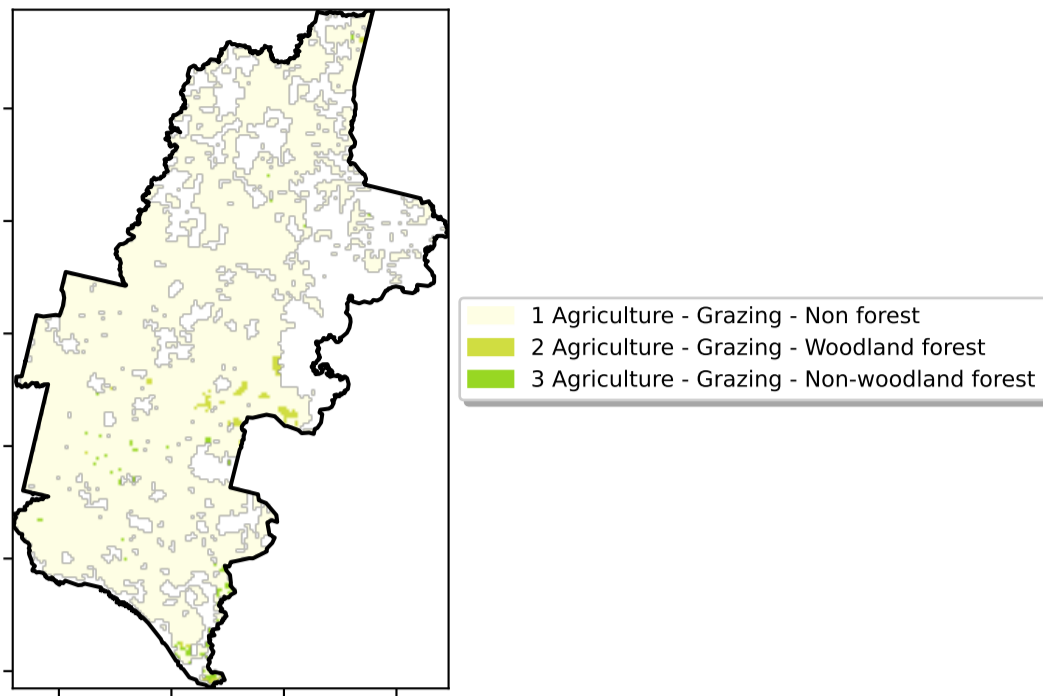 1 Agriculture - Grazing - Non forest
2 Agriculture - Grazing - Woodland forest
3 Agriculture - Grazing - Non-woodland forest